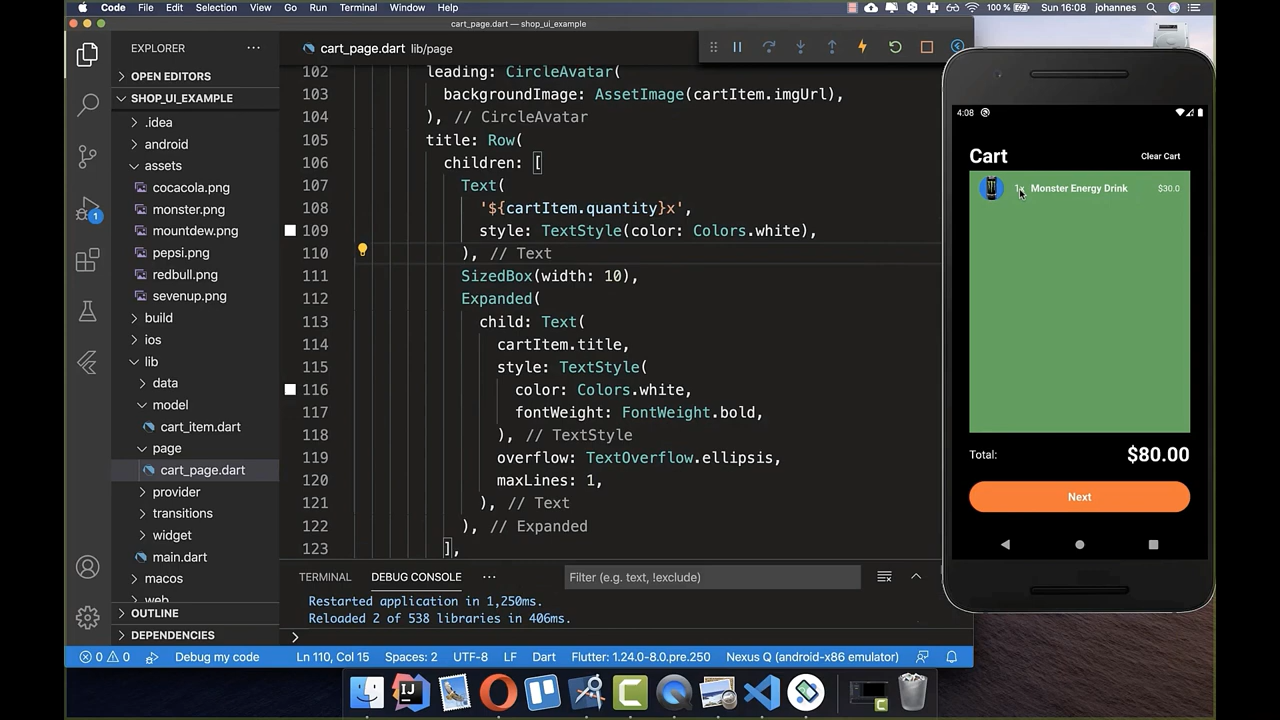 Code File Edit Selection View Go Run Terminal Window Help
100% Sun 16:08 johannes
cart_page.dart — shop_ui_example
EXPLORER
OPEN EDITORS
SHOP_UI_EXAMPLE
.idea
android
assets
cocacola.png
monster.png
mountdew.png
pepsi.png
redbull.png
sevenup.png
build
ios
lib
data
model
cart_item.dart
page
cart_page.dart
provider
transitions
widget
main.dart
macos
web
OUTLINE
DEPENDENCIES
1
cart_page.dart lib/page
102 leading: CircleAvatar(
103 backgroundImage: AssetImage(cartItem.imgUrl),
104 ), // CircleAvatar
105 title: Row(
106 children: [
107 Text(
108 '${cartItem.quantity}x',
109 style: TextStyle(color: Colors.white),
110 ), // Text
111 SizedBox(width: 10),
112 Expanded(
113 child: Text(
114 cartItem.title,
115 style: TextStyle(
116 color: Colors.white,
117 fontWeight: FontWeight.bold,
118 ), // TextStyle
119 overflow: TextOverflow.ellipsis,
120 maxLines: 1,
121 ), // Text
122 ), // Expanded
123 ],
TERMINAL DEBUG CONSOLE ··· Filter (e.g. text, !exclude)
Restarted application in 1,250ms.
Reloaded 2 of 538 libraries in 406ms.
>
0 0 Debug my code Ln 110, Col 15 Spaces: 2 UTF-8 LF Dart Flutter: 1.24.0-8.0.pre.250 Nexus Q (android-x86 emulator)
4:08
Cart Clear Cart
1x Monster Energy Drink $30.0
Total: $80.00
Next